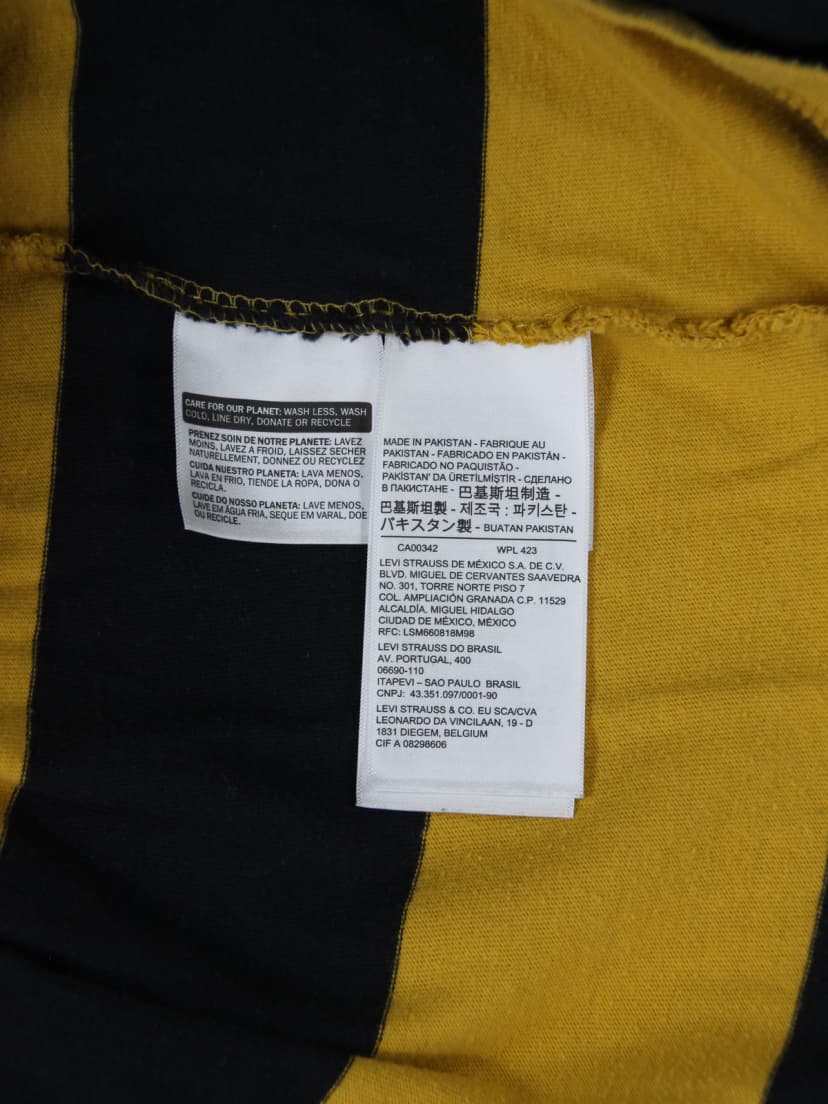 CARE FOR OUR PLANET: WASH LESS, WASH
COLD, LINE DRY, DONATE OR RECYCLE
PRENEZ SOIN DE NOTRE PLANETE: LAVEZ
MOINS, LAVEZ A FROID, LAISSEZ SECHER
NATURELLEMENT, DONNEZ OU RECYCLEZ
CUIDA NUESTRO PLANETA: LAVA MENOS,
LAVA EN FRIO, TIENDE LA ROPA, DONA O
RECICLA.
CUIDE DO NOSSO PLANETA: LAVE MENOS,
LAVE EM ÁGUA FRIA, SEQUE EM VARAL, DOE
OU RECICLE.
MADE IN PAKISTAN - FABRIQUE AU
PAKISTAN - FABRICADO EN PAKISTÁN -
FABRICADO NO PAQUISTÃO -
PAKİSTAN' DA ÜRETİLMİŞTİR - СДЕЛАНО
В ПАКИСТАНЕ - 巴基斯坦制造 -
巴基斯坦製 - 제조국 : 파키스탄 -
パキスタン製 - BUATAN PAKISTAN
CA00342 WPL 423
LEVI STRAUSS DE MÉXICO S.A. DE C.V.
BLVD. MIGUEL DE CERVANTES SAAVEDRA
NO. 301, TORRE NORTE PISO 7
COL. AMPLIACIÓN GRANADA C.P. 11529
ALCALDÍA, MIGUEL HIDALGO
CIUDAD DE MÉXICO, MÉXICO
RFC: LSM660818M98
LEVI STRAUSS DO BRASIL
AV. PORTUGAL, 400
06690-110
ITAPEVI – SAO PAULO BRASIL
CNPJ: 43.351.097/0001-90
LEVI STRAUSS & CO. EU SCA/CVA
LEONARDO DA VINCILAAN, 19 - D
1831 DIEGEM, BELGIUM
CIF A 08298606